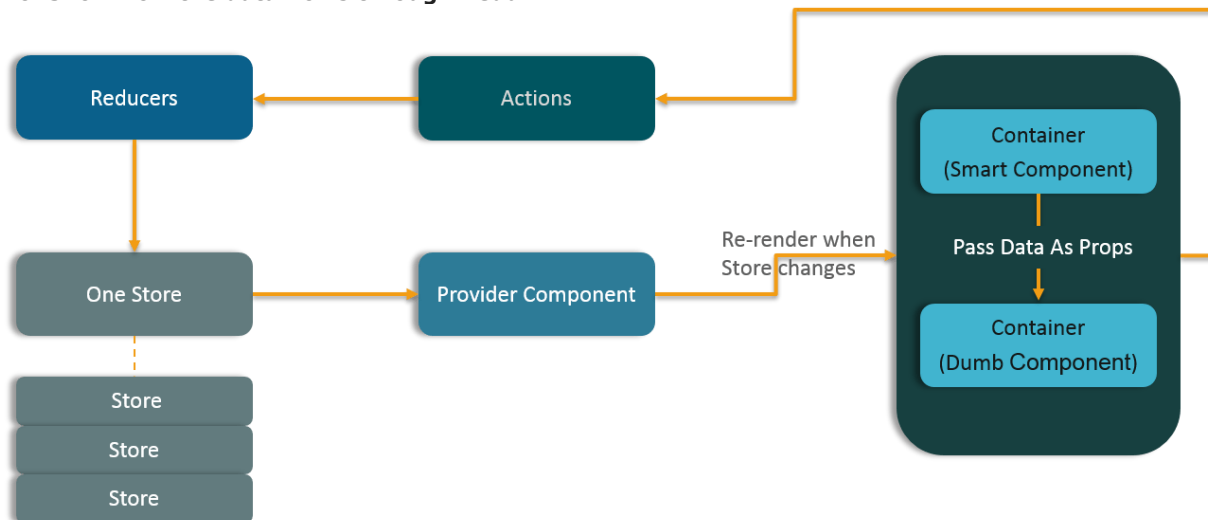 Reducers
Actions
Container
(Smart Component)
Re-render when
Store changes
Pass Data As Props
One Store
Provider Component
Container
(Dumb Component)
Store
Store
Store